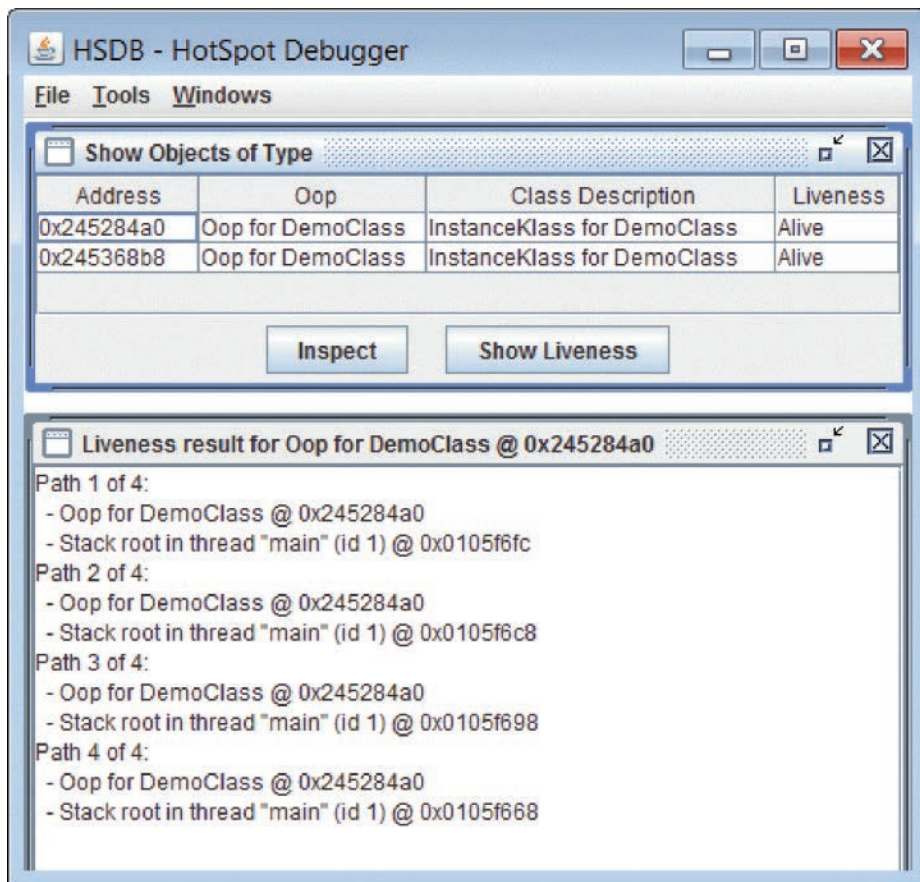 HSDB - HotSpot Debugger
File Tools Windows
Show Objects of Type
Address Oop Class Description Liveness
0x245284a0 Oop for DemoClass InstanceKlass for DemoClass Alive
0x245368b8 Oop for DemoClass InstanceKlass for DemoClass Alive
Inspect Show Liveness
Liveness result for Oop for DemoClass @ 0x245284a0
Path 1 of 4:
- Oop for DemoClass @ 0x245284a0
- Stack root in thread "main" (id 1) @ 0x0105f6fc
Path 2 of 4:
- Oop for DemoClass @ 0x245284a0
- Stack root in thread "main" (id 1) @ 0x0105f6c8
Path 3 of 4:
- Oop for DemoClass @ 0x245284a0
- Stack root in thread "main" (id 1) @ 0x0105f698
Path 4 of 4:
- Oop for DemoClass @ 0x245284a0
- Stack root in thread "main" (id 1) @ 0x0105f668